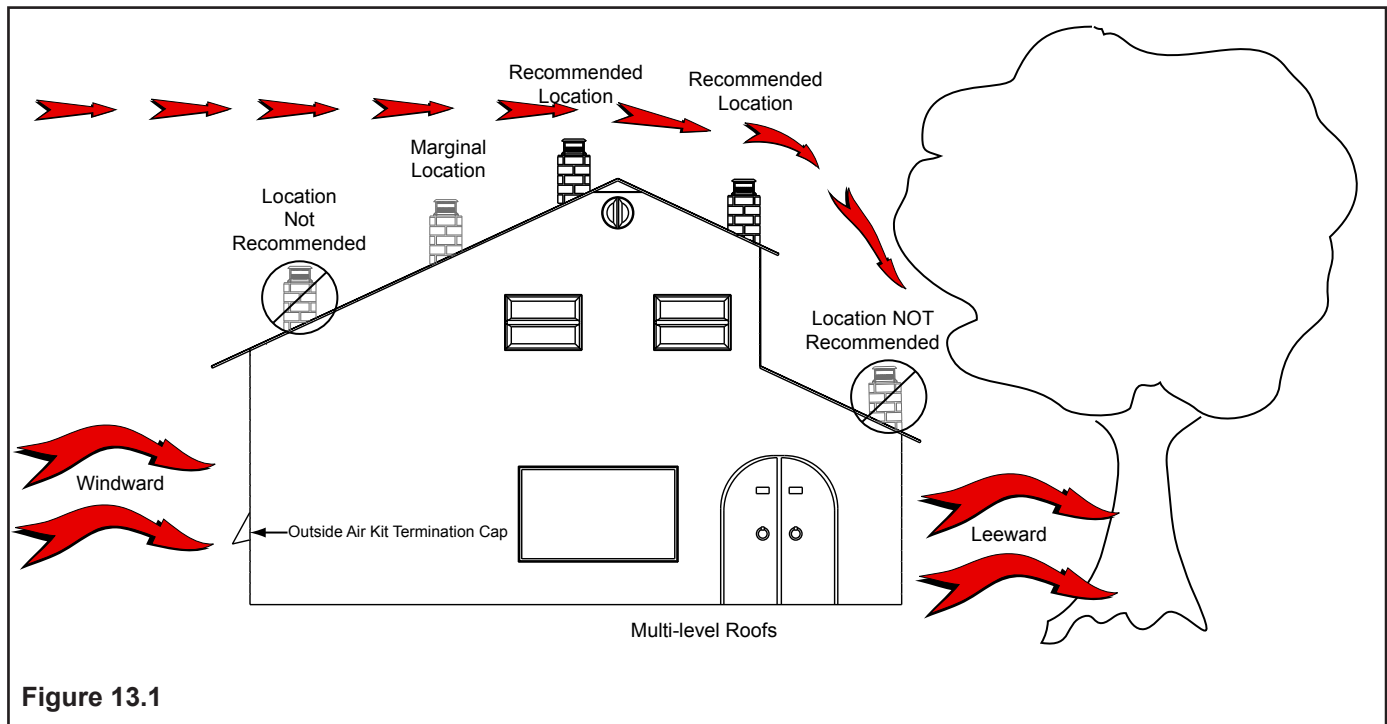 Recommended
Location
Recommended
Location
Marginal
Location
Location
Not
Recommended
Location NOT
Recommended
Windward
Outside Air Kit Termination Cap
Leeward
Multi-level Roofs
Figure 13.1